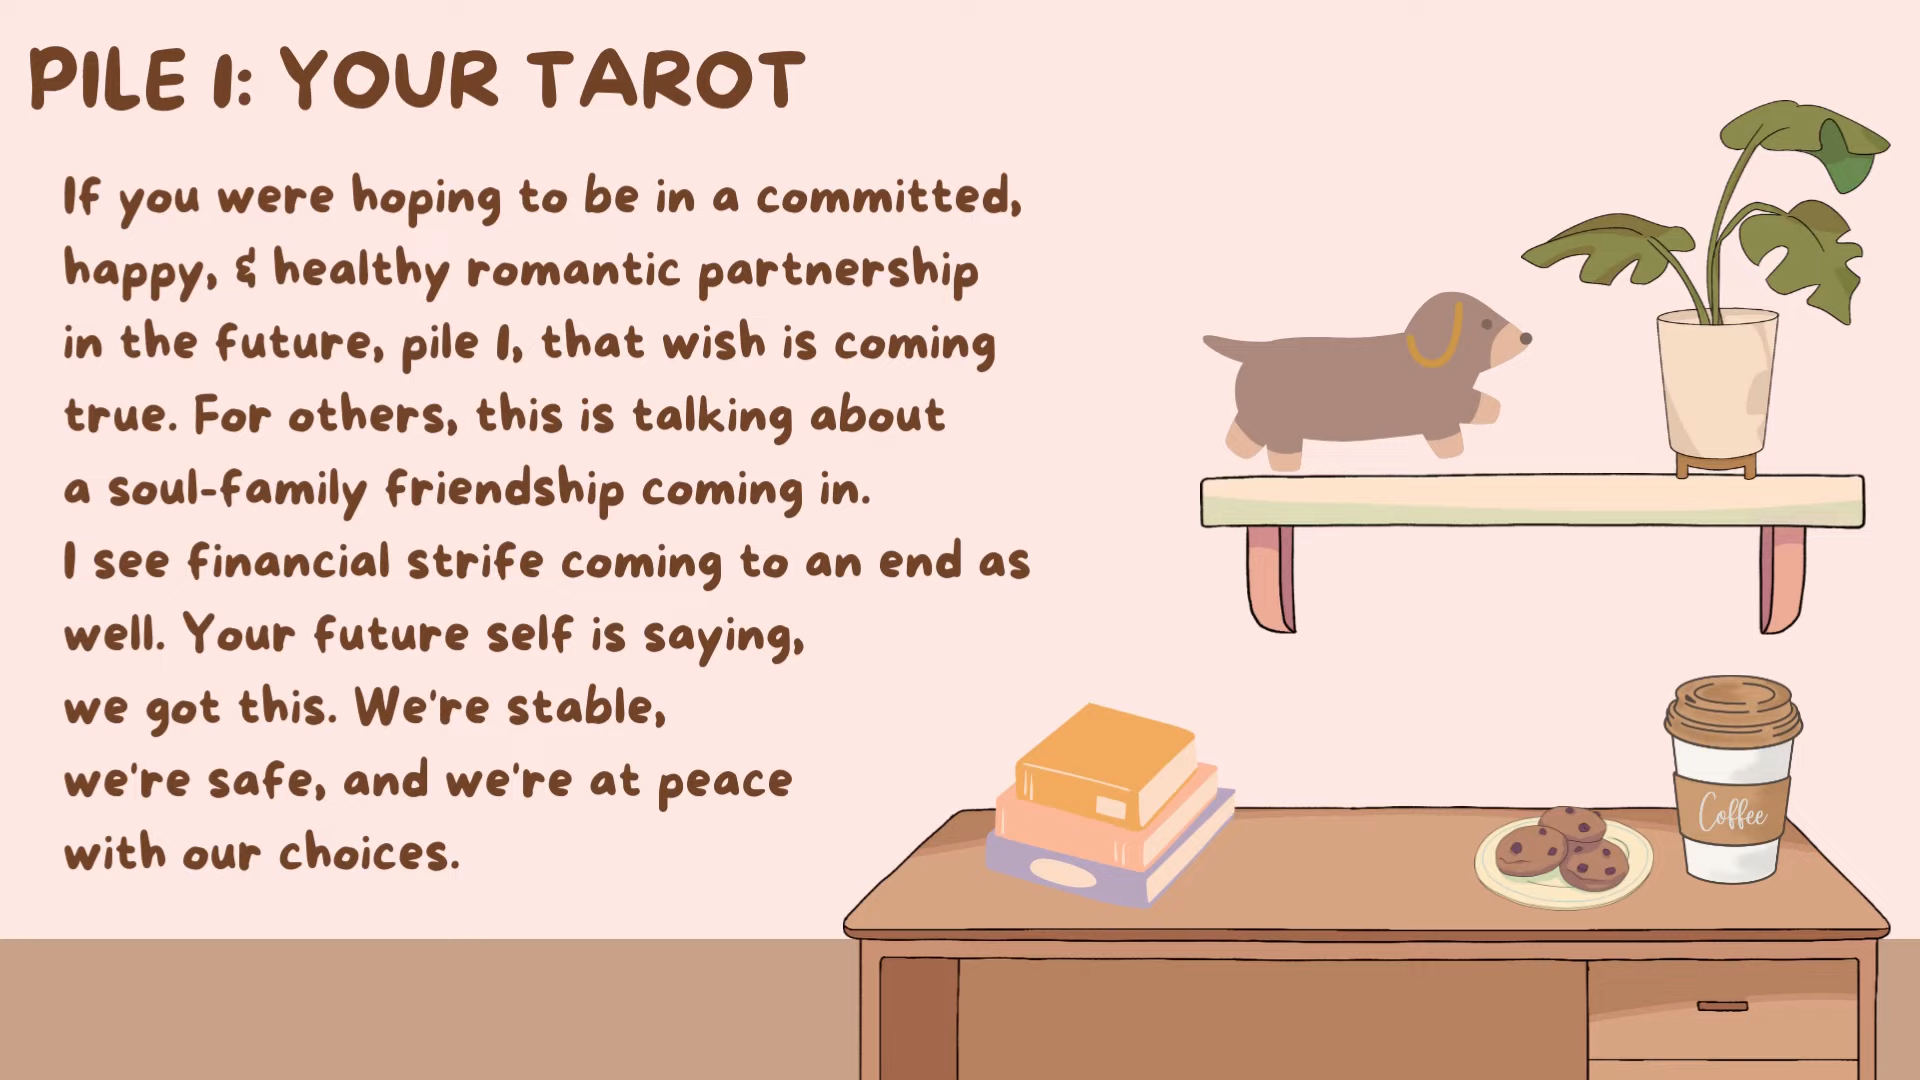 PILE 1: YOUR TAROT
If you were hoping to be in a committed,
happy, & healthy romantic partnership
in the future, pile 1, that wish is coming
true. For others, this is talking about
a soul-family friendship coming in.
I see financial strife coming to an end as
well. Your future self is saying,
we got this. We're stable,
we're safe, and we're at peace
with our choices.
Coffee